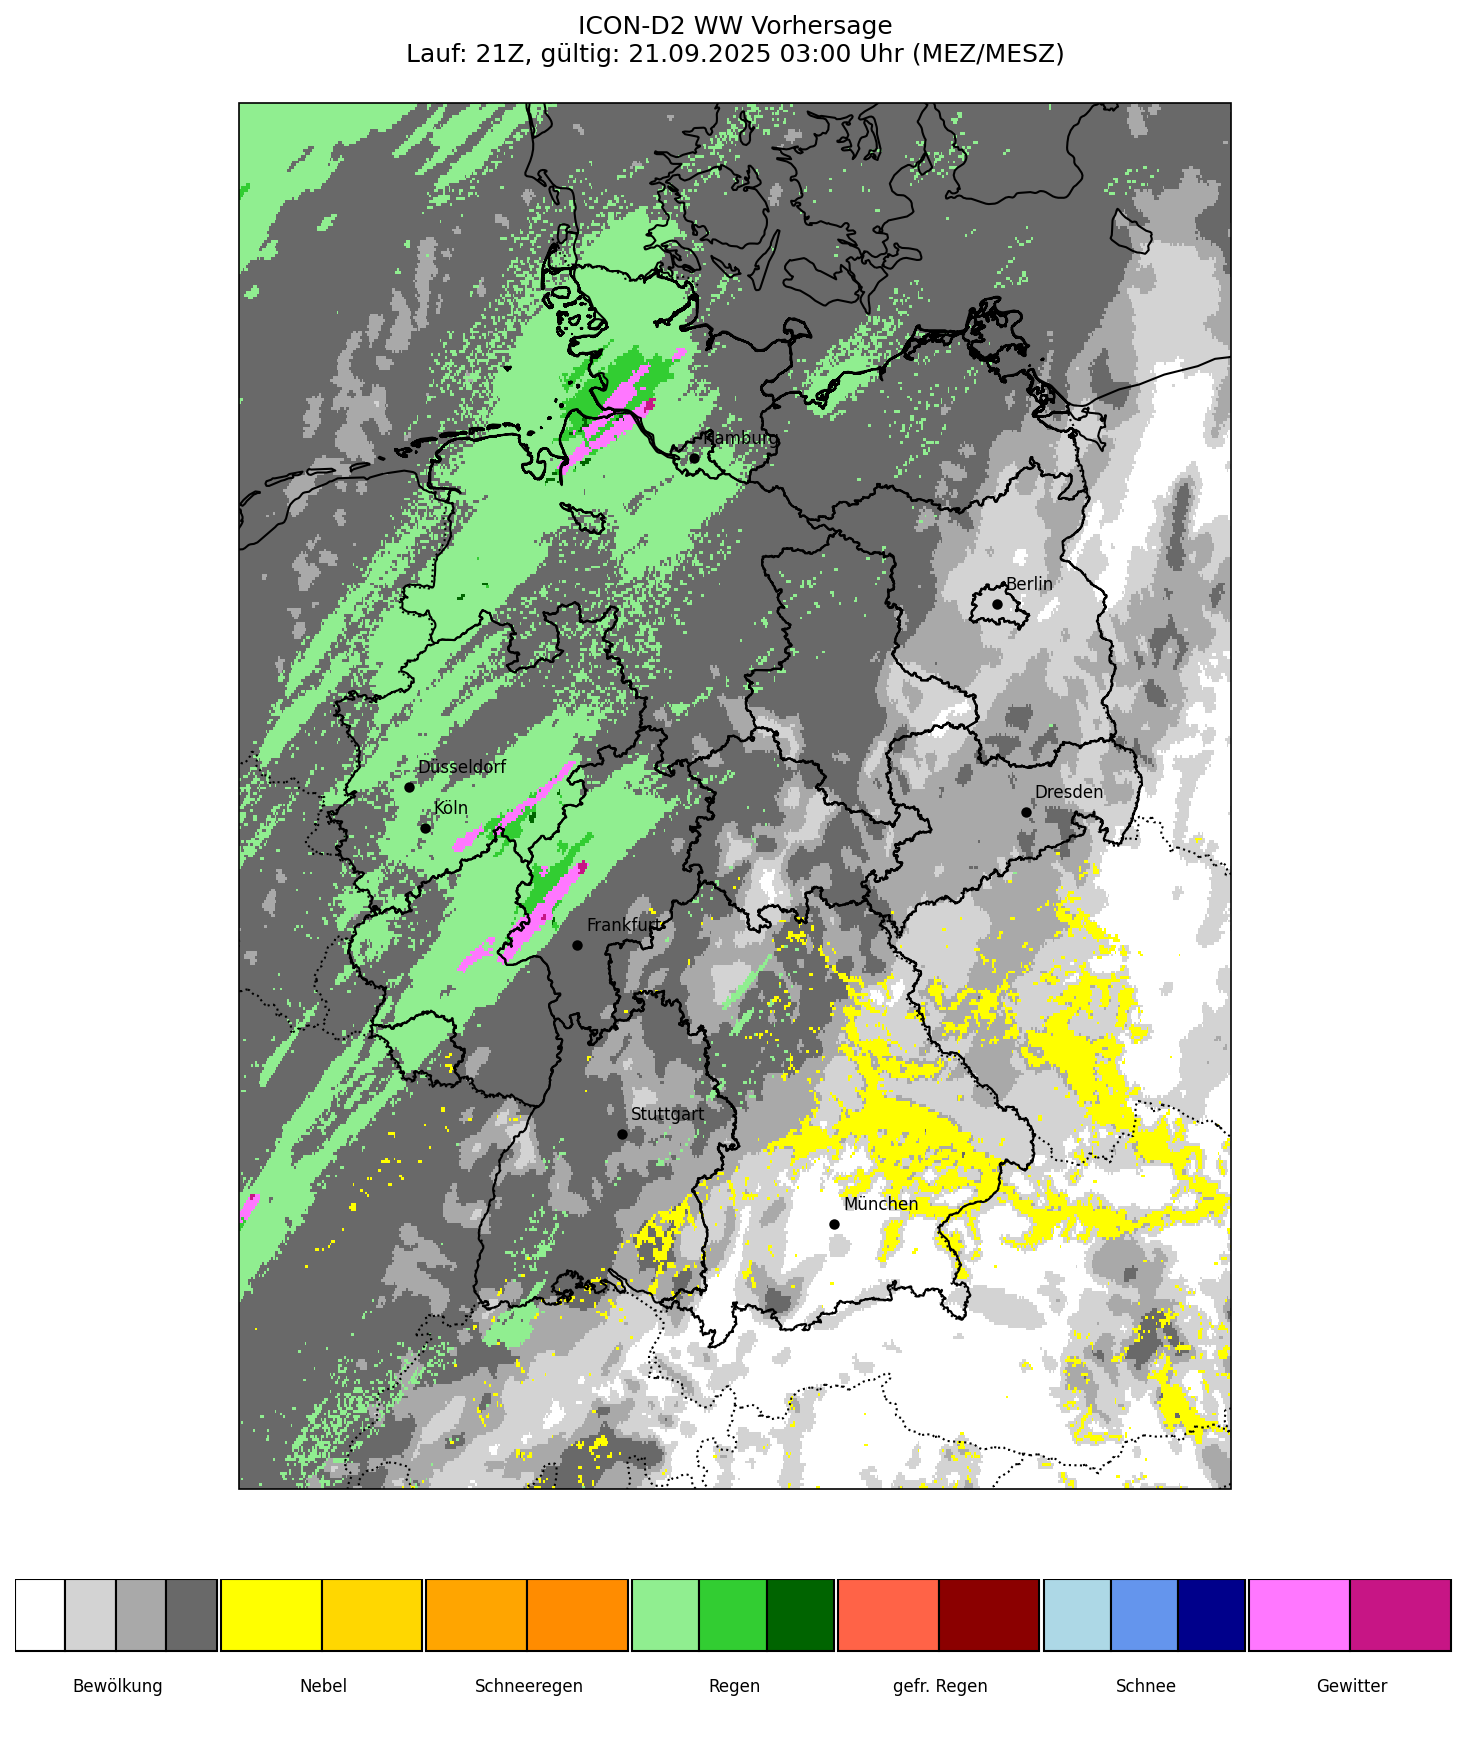 ICON-D2 WW Vorhersage
Lauf: 21Z, gültig: 21.09.2025 03:00 Uhr (MEZ/MESZ)
Hamburg
Berlin
Düsseldorf
Köln
Dresden
Frankfurt
Stuttgart
München
Bewölkung
Nebel
Schneeregen
Regen
gefr. Regen
Schnee
Gewitter